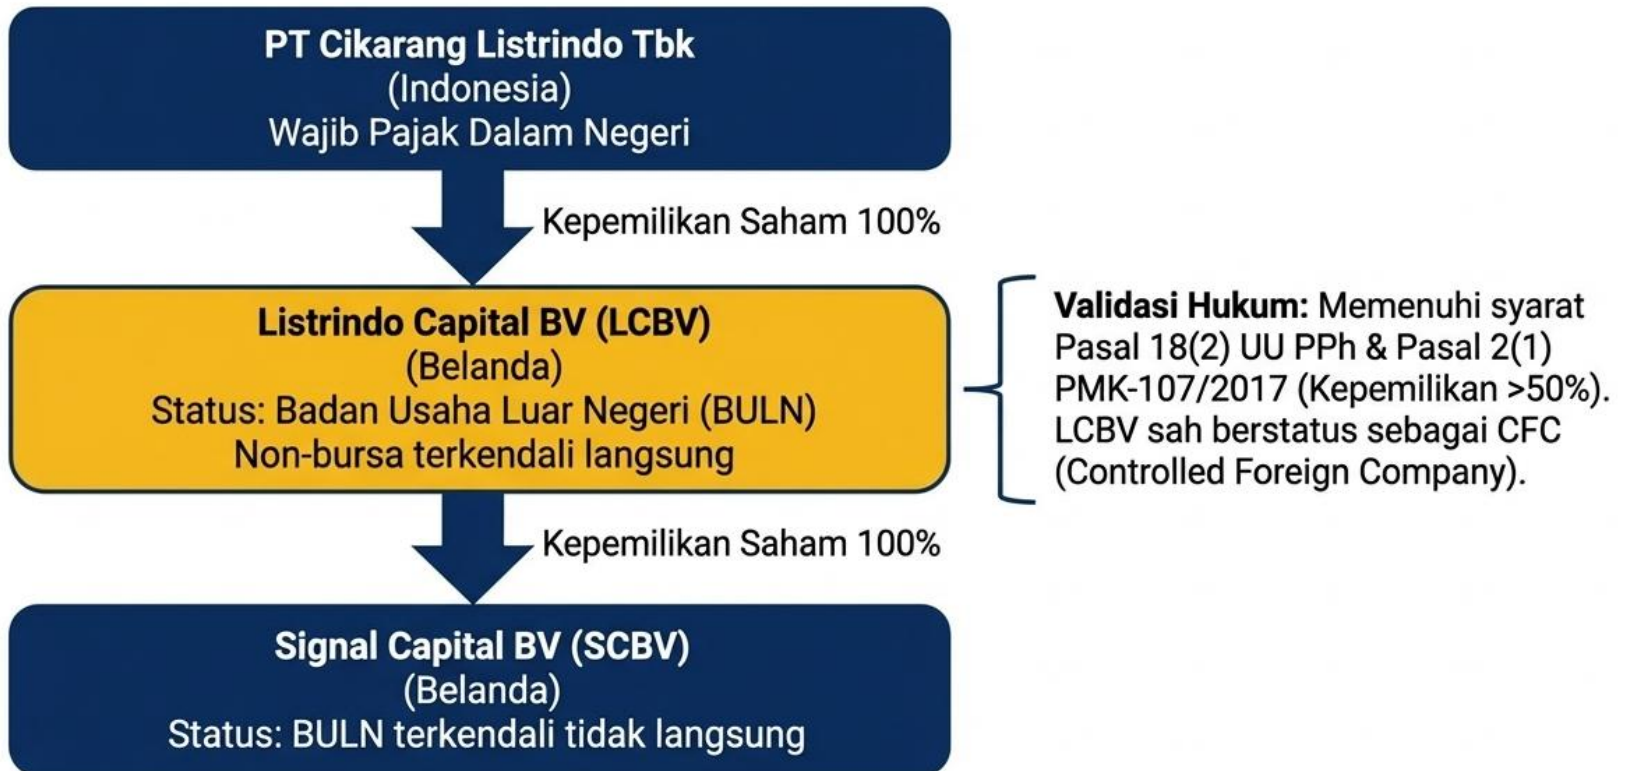 PT Cikarang Listrindo Tbk
(Indonesia)
Wajib Pajak Dalam Negeri
Kepemilikan Saham 100%
Listrindo Capital BV (LCBV)
(Belanda)
Status: Badan Usaha Luar Negeri (BULN)
Non-bursa terkendali langsung
Validasi Hukum: Memenuhi syarat
Pasal 18(2) UU PPh & Pasal 2(1)
PMK-107/2017 (Kepemilikan >50%).
LCBV sah berstatus sebagai CFC
(Controlled Foreign Company).
Kepemilikan Saham 100%
Signal Capital BV (SCBV)
(Belanda)
Status: BULN terkendali tidak langsung